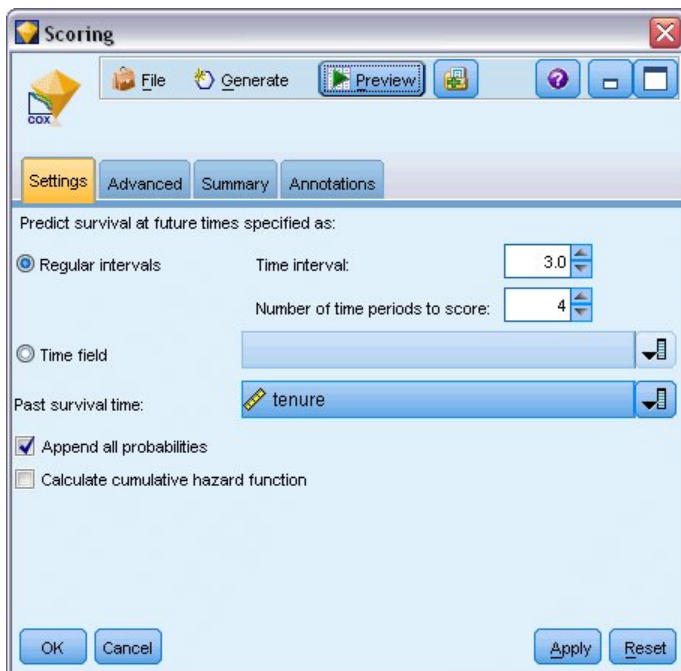 Scoring
COX
File Generate Preview
Settings Advanced Summary Annotations
Predict survival at future times specified as:
Regular intervals Time interval: 3.0
Number of time periods to score: 4
Time field
Past survival time: tenure
Append all probabilities
Calculate cumulative hazard function
OK Cancel Apply Reset